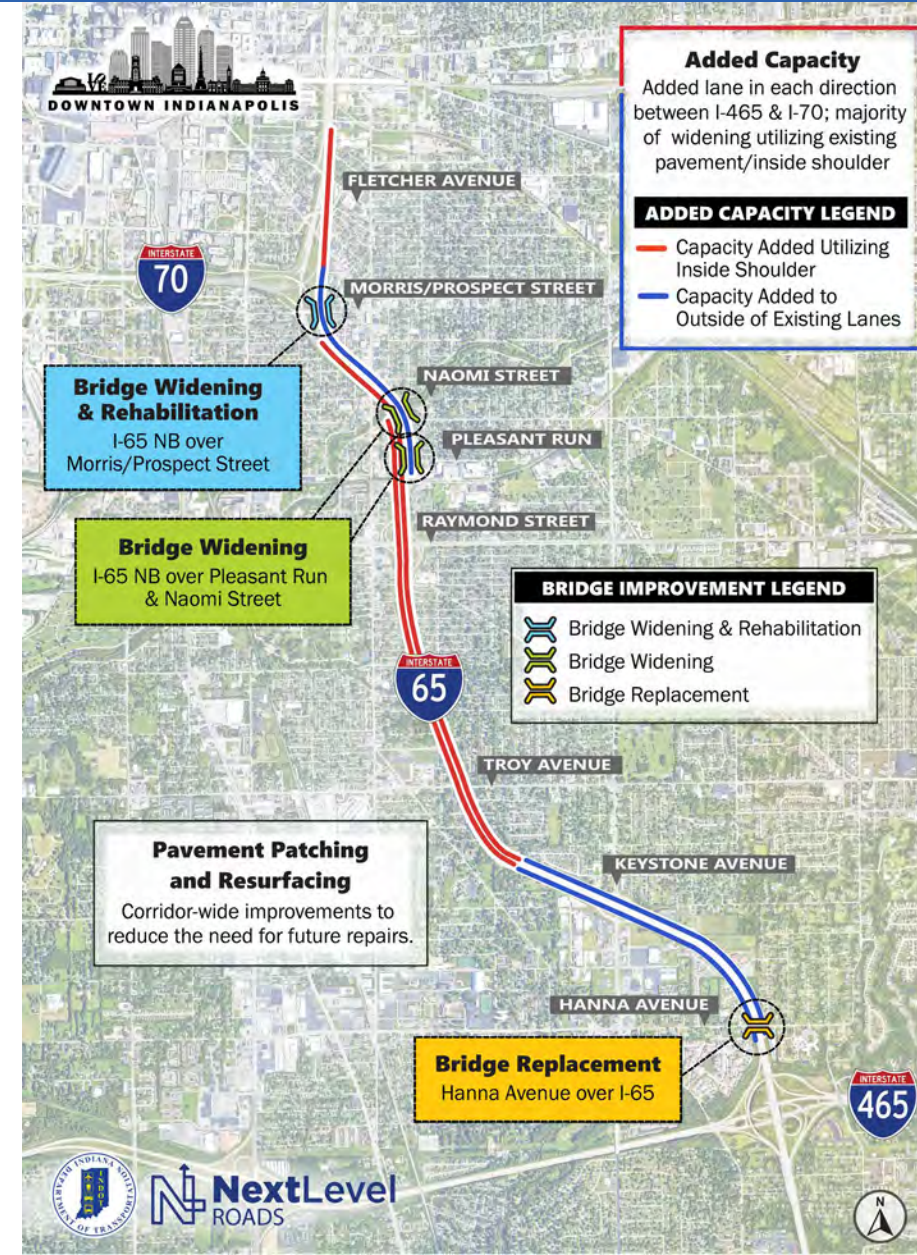 DOWNTOWN INDIANAPOLIS
Added Capacity
Added lane in each direction
between I-465 & I-70; majority
of widening utilizing existing
pavement/inside shoulder
ADDED CAPACITY LEGEND
Capacity Added Utilizing
Inside Shoulder
Capacity Added to
Outside of Existing Lanes
FLETCHER AVENUE
INTERSTATE
70
MORRIS/PROSPECT STREET
Bridge Widening
& Rehabilitation
I-65 NB over
Morris/Prospect Street
NAOMI STREET
PLEASANT RUN
RAYMOND STREET
Bridge Widening
I-65 NB over Pleasant Run
& Naomi Street
BRIDGE IMPROVEMENT LEGEND
Bridge Widening & Rehabilitation
Bridge Widening
Bridge Replacement
INTERSTATE
65
TROY AVENUE
Pavement Patching
and Resurfacing
Corridor-wide improvements to
reduce the need for future repairs.
KEYSTONE AVENUE
HANNA AVENUE
Bridge Replacement
Hanna Avenue over I-65
INTERSTATE
465
INDIANA
DEPARTMENT OF TRANSPORTATION
INDOT
NextLevel
ROADS
N